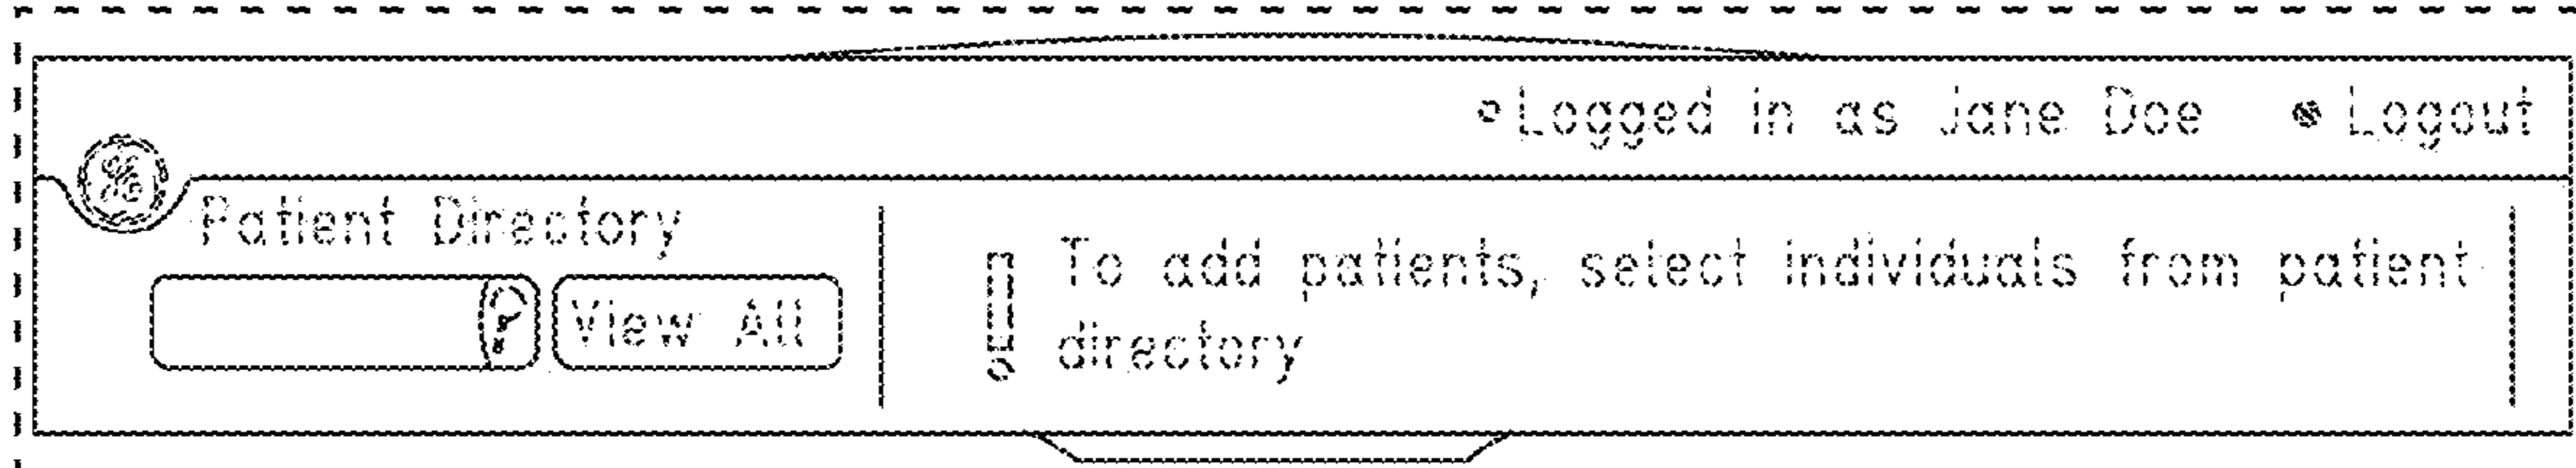 Logged in as Jane Doe
Logout
Patient Directory
View All
To add patients, select individuals from patient
directory